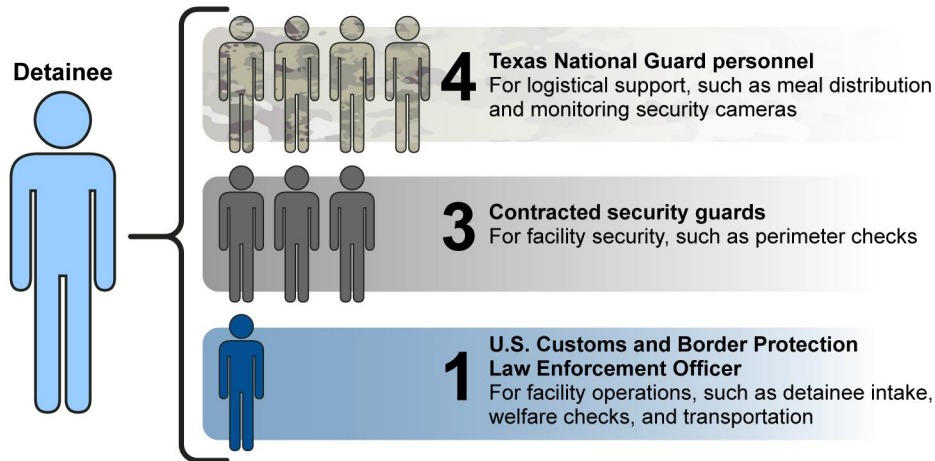 Detainee
4
Texas National Guard personnel
For logistical support, such as meal distribution
and monitoring security cameras
3
Contracted security guards
For facility security, such as perimeter checks
1
U.S. Customs and Border Protection
Law Enforcement Officer
For facility operations, such as detainee intake,
welfare checks, and transportation